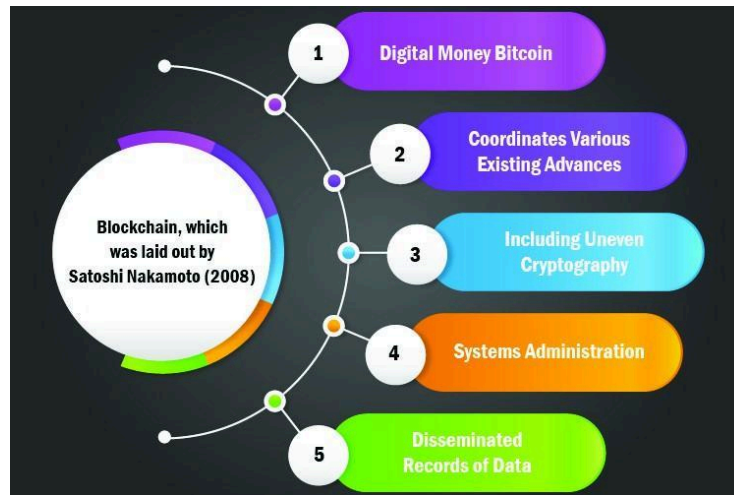 Blockchain, which
was laid out by
Satoshi Nakamoto (2008)
1
Digital Money Bitcoin
2
Coordinates Various
Existing Advances
3
Including Uneven
Cryptography
4
Systems Administration
5
Disseminated
Records of Data